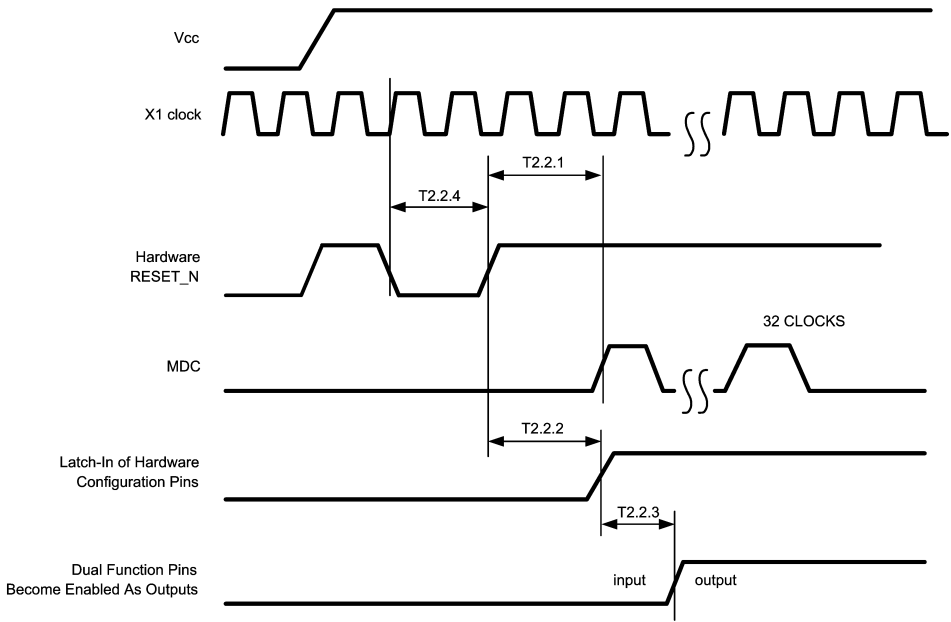 Vcc
X1 clock
T2.2.1
T2.2.4
Hardware
RESET_N
32 CLOCKS
MDC
T2.2.2
Latch-In of Hardware
Configuration Pins
T2.2.3
Dual Function Pins
Become Enabled As Outputs
input
output